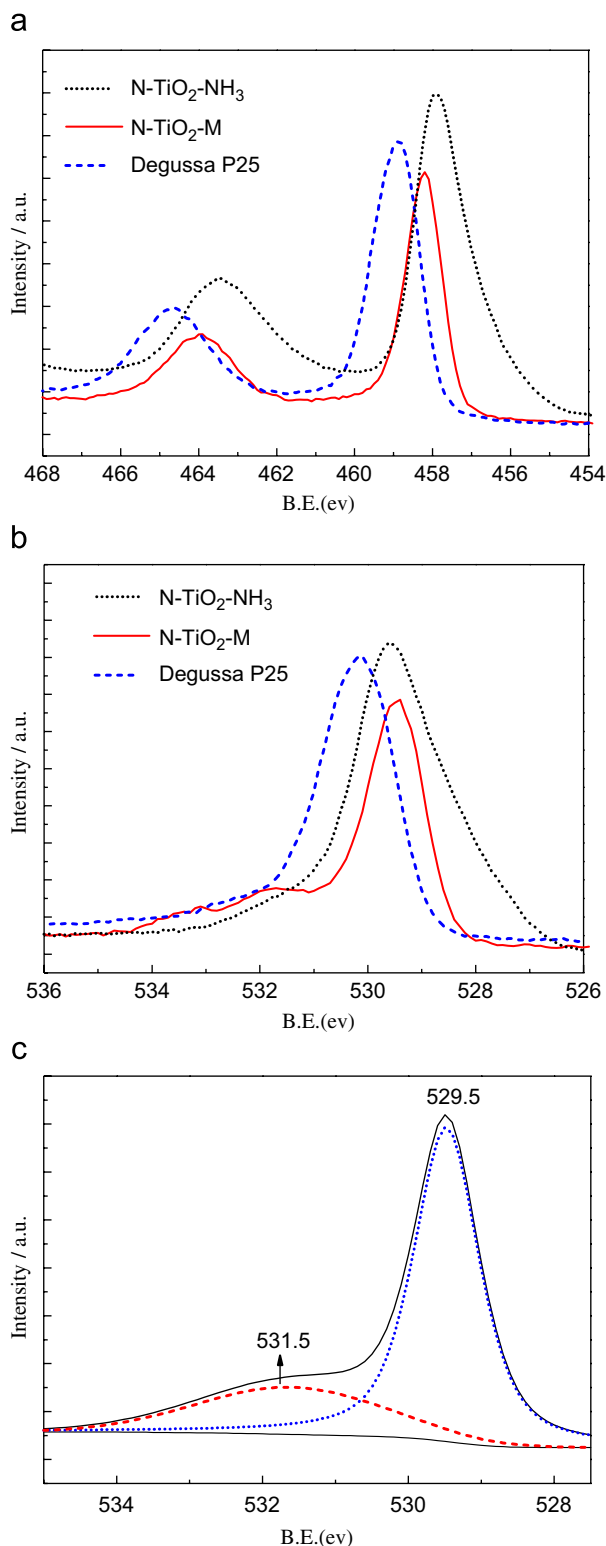 a
N-TiO₂-NH₃
N-TiO₂-M
Degussa P25
Intensity / a.u.
468 466 464 462 460 458 456 454
B.E.(ev)
b
N-TiO₂-NH₃
N-TiO₂-M
Degussa P25
Intensity / a.u.
536 534 532 530 528 526
B.E.(ev)
c
529.5
531.5
Intensity / a.u.
534 532 530 528
B.E.(ev)